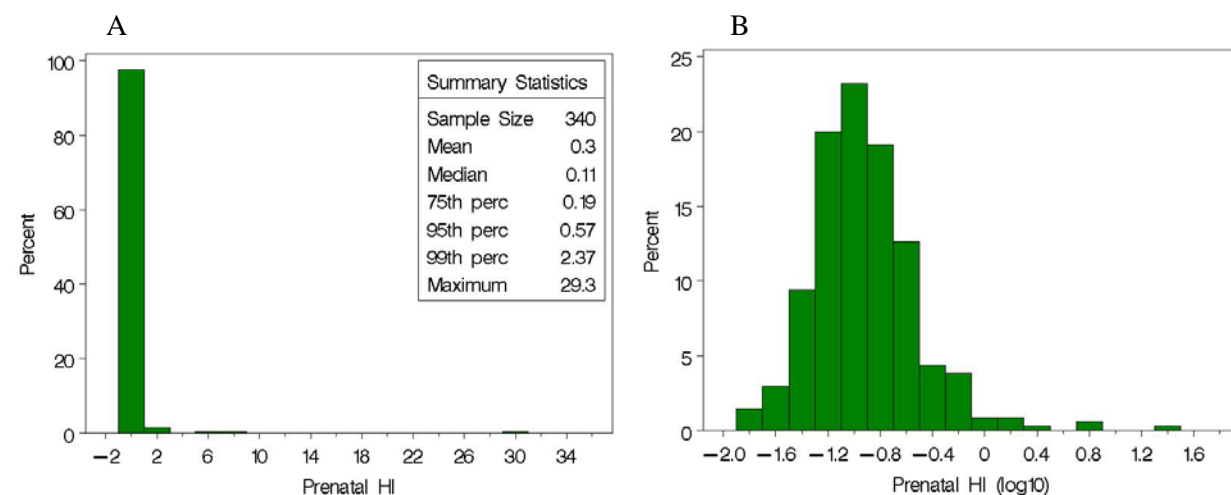 A
100
80
60
40
20
0
Percent
Summary Statistics
Sample Size 340
Mean 0.3
Median 0.11
75th perc 0.19
95th perc 0.57
99th perc 2.37
Maximum 29.3
−2 2 6 10 14 18 22 26 30 34
Prenatal HI
B
25
20
15
10
5
0
Percent
−2.0 −1.6 −1.2 −0.8 −0.4 0 0.4 0.8 1.2 1.6
Prenatal HI (log10)